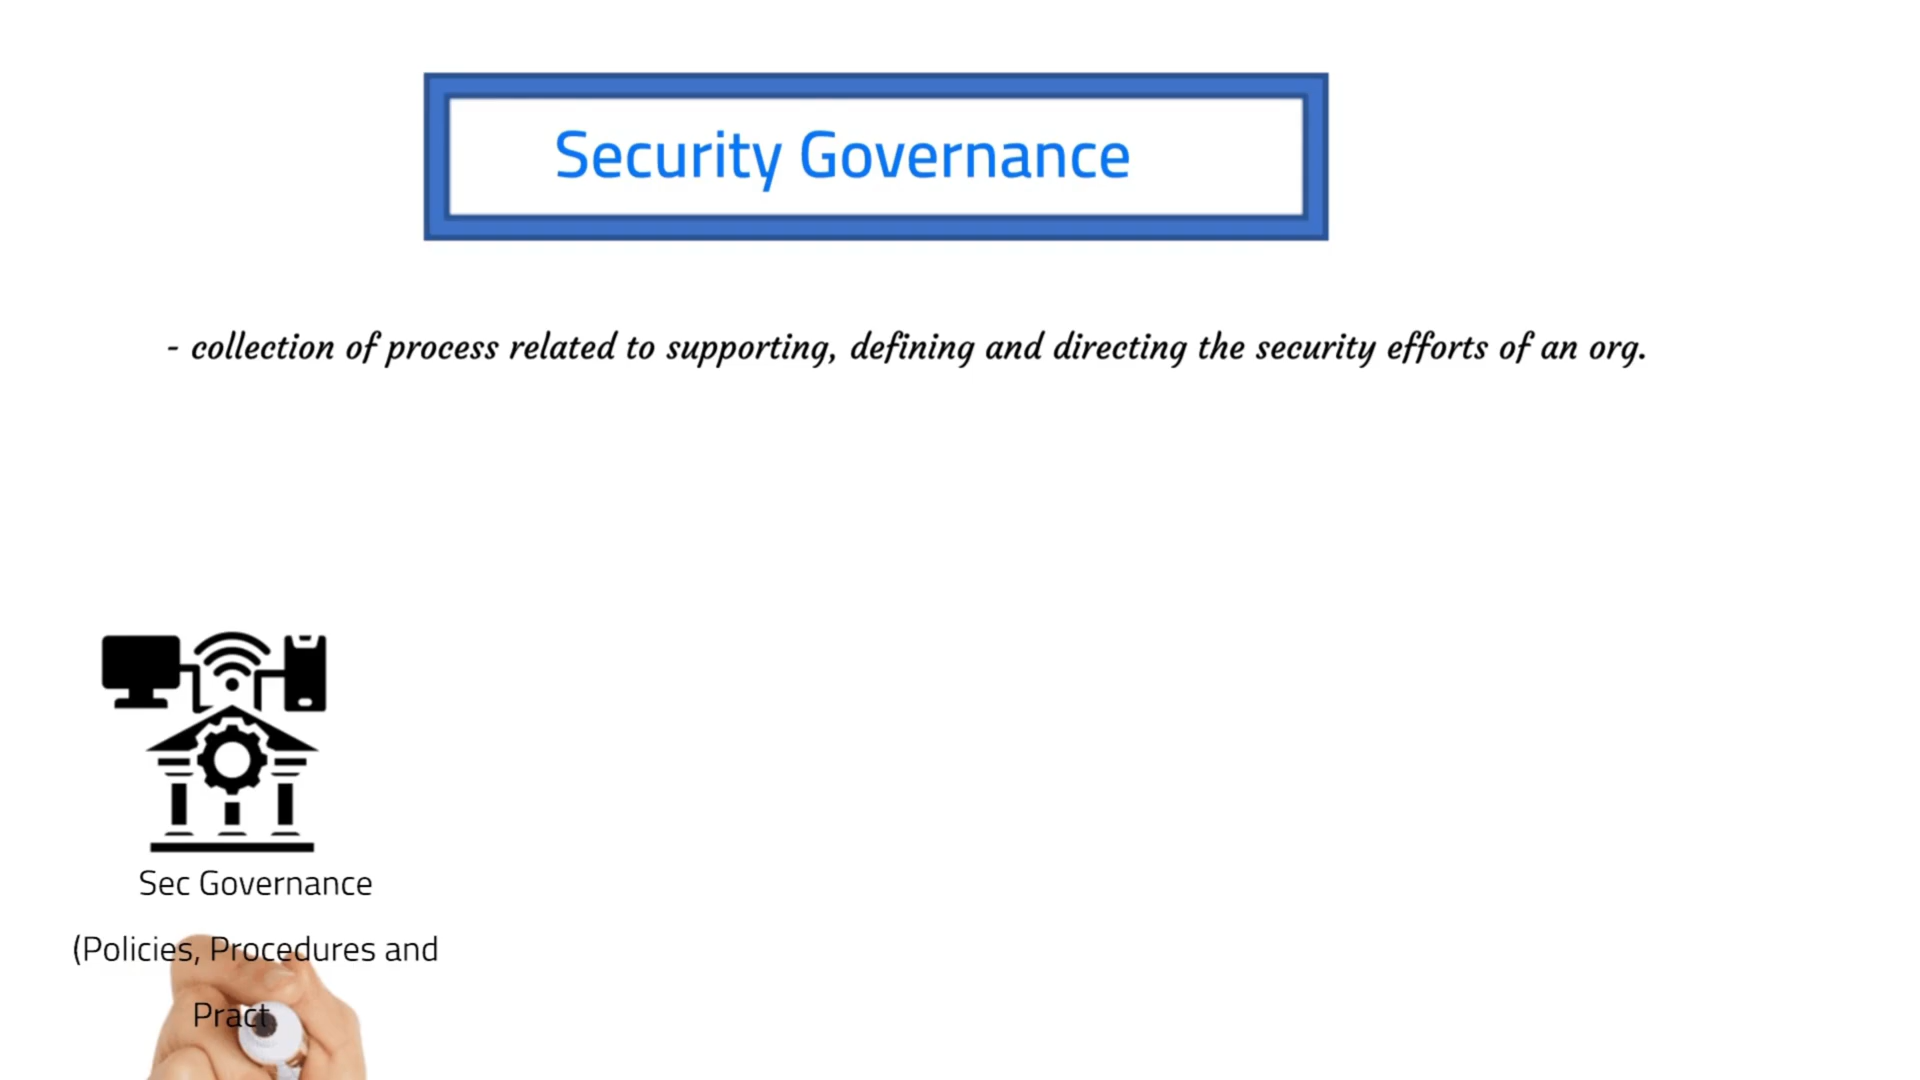 Security Governance
- collection of process related to supporting, defining and directing the security efforts of an org.
Sec Governance
(Policies, Procedures and
Pract